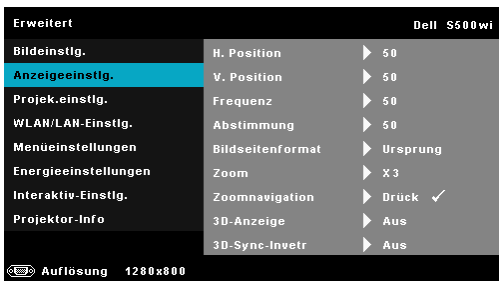 Erweitert Dell S500wi
Bildeinstlg.
Anzeigeeinstlg.
Projek.einstlg.
WLAN/LAN-Einstlg.
Menüeinstellungen
Energieeinstellungen
Interaktiv-Einstlg.
Projektor-Info
H. Position 50
V. Position 50
Frequenz 50
Abstimmung 50
Bildseitenformat Ursprung
Zoom X3
Zoomnavigation Drück ✓
3D-Anzeige Aus
3D-Sync-Invetr Aus
Auflösung 1280x800